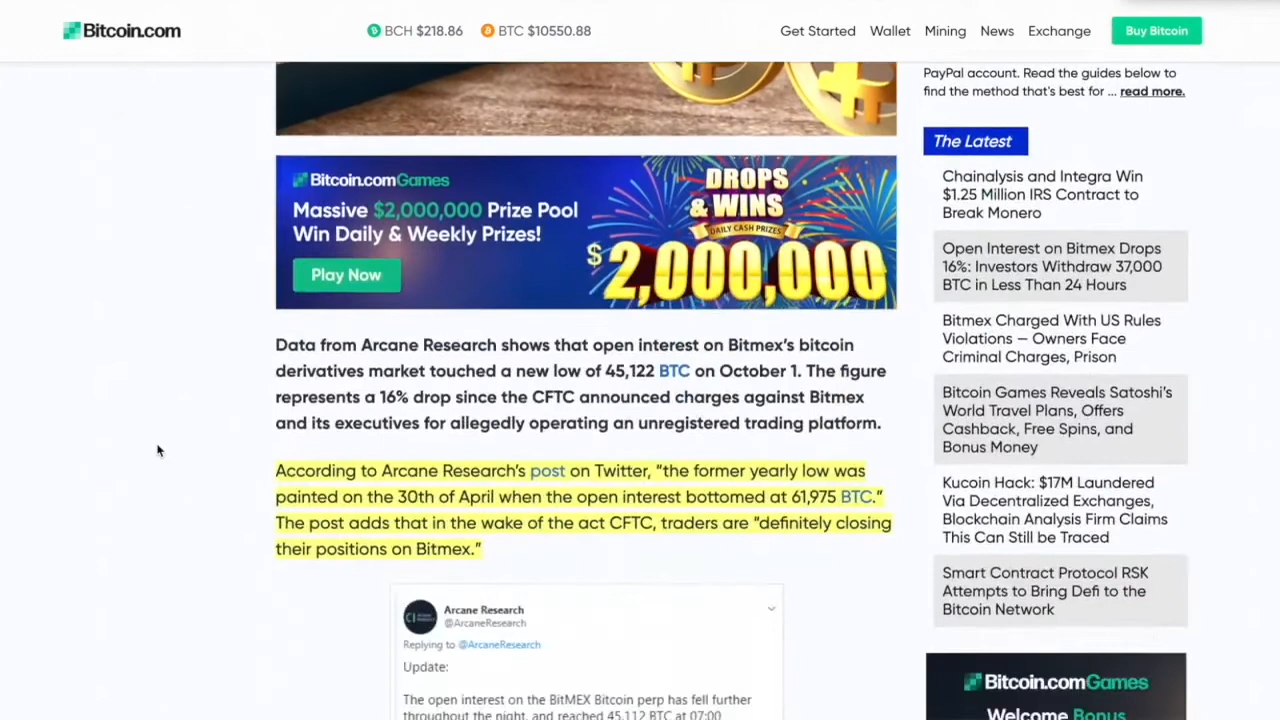 Bitcoin.com
BCH $218.86
BTC $10550.88
Get Started
Wallet
Mining
News
Exchange
Buy Bitcoin
Bitcoin.comGames
Massive $2,000,000 Prize Pool
Win Daily & Weekly Prizes!
Play Now
DROPS
& WINS
DAILY CASH PRIZES
$2,000,000
Data from Arcane Research shows that open interest on Bitmex’s bitcoin
derivatives market touched a new low of 45,122 BTC on October 1. The figure
represents a 16% drop since the CFTC announced charges against Bitmex
and its executives for allegedly operating an unregistered trading platform.
According to Arcane Research’s post on Twitter, “the former yearly low was
painted on the 30th of April when the open interest bottomed at 61,975 BTC.”
The post adds that in the wake of the act CFTC, traders are “definitely closing
their positions on Bitmex.”
Arcane Research
@ArcaneResearch
Replying to @ArcaneResearch
Update:
The open interest on the BitMEX Bitcoin perp has fell further
throughout the night, and reached 45,112 BTC at 07:00
PayPal account. Read the guides below to
find the method that's best for ... read more.
The Latest
Chainalysis and Integra Win
$1.25 Million IRS Contract to
Break Monero
Open Interest on Bitmex Drops
16%: Investors Withdraw 37,000
BTC in Less Than 24 Hours
Bitmex Charged With US Rules
Violations — Owners Face
Criminal Charges, Prison
Bitcoin Games Reveals Satoshi’s
World Travel Plans, Offers
Cashback, Free Spins, and
Bonus Money
Kucoin Hack: $17M Laundered
Via Decentralized Exchanges,
Blockchain Analysis Firm Claims
This Can Still be Traced
Smart Contract Protocol RSK
Attempts to Bring Defi to the
Bitcoin Network
Bitcoin.comGames
Welcome Bonus